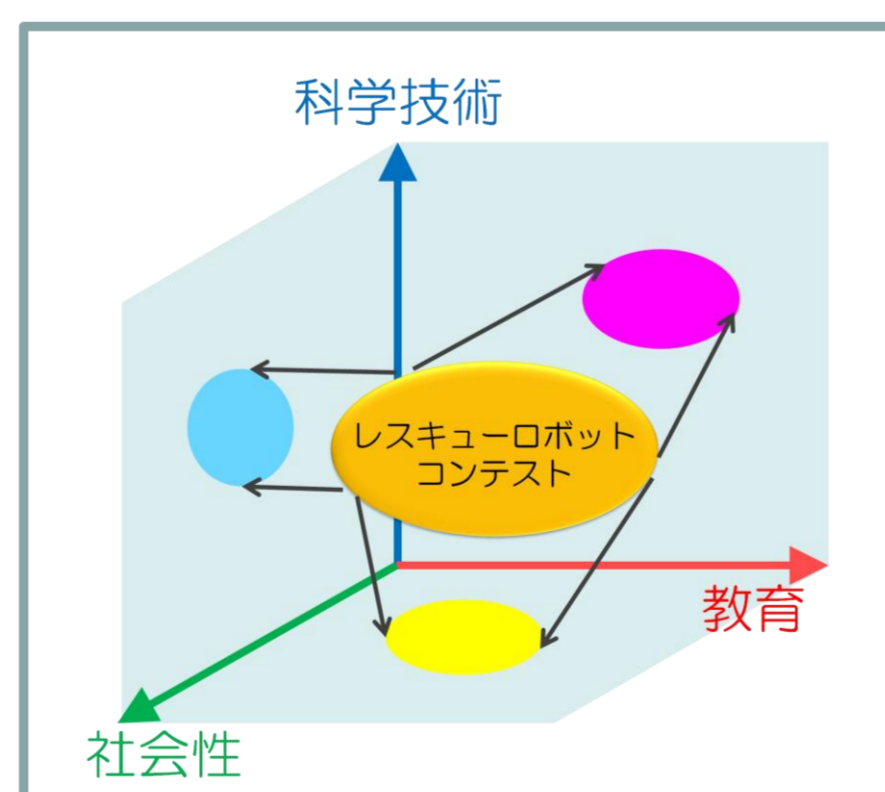 科学技術
レスキューロボット
コンテスト
教育
社会性